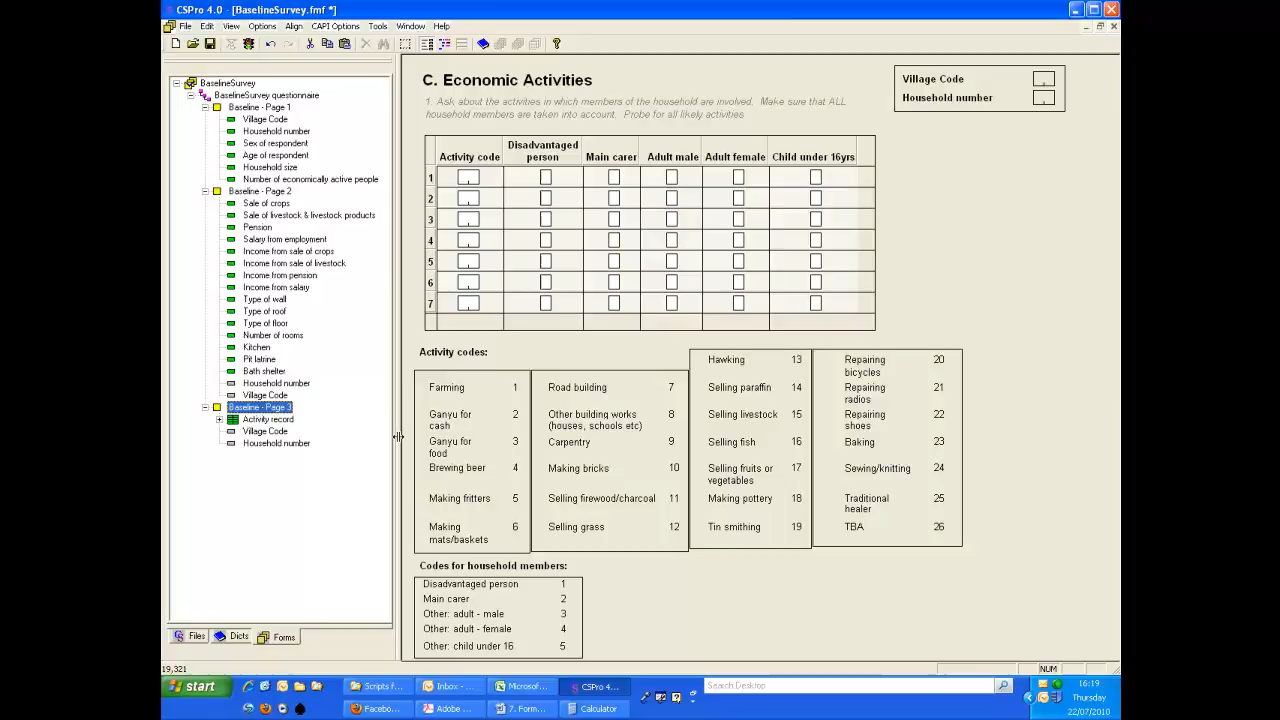 CSPro 4.0 - [BaselineSurvey.fmf *]
File Edit View Options Align CAPI Options Tools Window Help
BaselineSurvey
BaselineSurvey questionnaire
Baseline - Page 1
Village Code
Household number
Sex of respondent
Age of respondent
Household size
Number of economically active people
Baseline - Page 2
Sale of crops
Sale of livestock & livestock products
Pension
Salary from employment
Income from sale of crops
Income from sale of livestock
Income from pension
Income from salary
Type of wall
Type of roof
Type of floor
Number of rooms
Kitchen
Pit latrine
Bath shelter
Household number
Village Code
Baseline - Page 3
Activity record
Village Code
Household number
Files Dicts Forms
C. Economic Activities
1. Ask about the activities in which members of the household are involved. Make sure that ALL
household members are taken into account. Probe for all likely activities
Village Code
Household number
Activity code Disadvantaged person Main carer Adult male Adult female Child under 16yrs
1
2
3
4
5
6
7
Activity codes:
Farming 1
Ganyu for cash 2
Ganyu for food 3
Brewing beer 4
Making fritters 5
Making mats/baskets 6
Road building 7
Other building works (houses, schools etc) 8
Carpentry 9
Making bricks 10
Selling firewood/charcoal 11
Selling grass 12
Hawking 13
Selling paraffin 14
Selling livestock 15
Selling fish 16
Selling fruits or vegetables 17
Making pottery 18
Tin smithing 19
Repairing bicycles 20
Repairing radios 21
Repairing shoes 22
Baking 23
Sewing/knitting 24
Traditional healer 25
TBA 26
Codes for household members:
Disadvantaged person 1
Main carer 2
Other: adult - male 3
Other: adult - female 4
Other: child under 16 5
19,321
NUM
start
Scripts f... Inbox - ... Microsof... CSPro 4.... Search Desktop
Facebo... Adobe ... 7. Form... Calculator
16:19
Thursday
22/07/2010